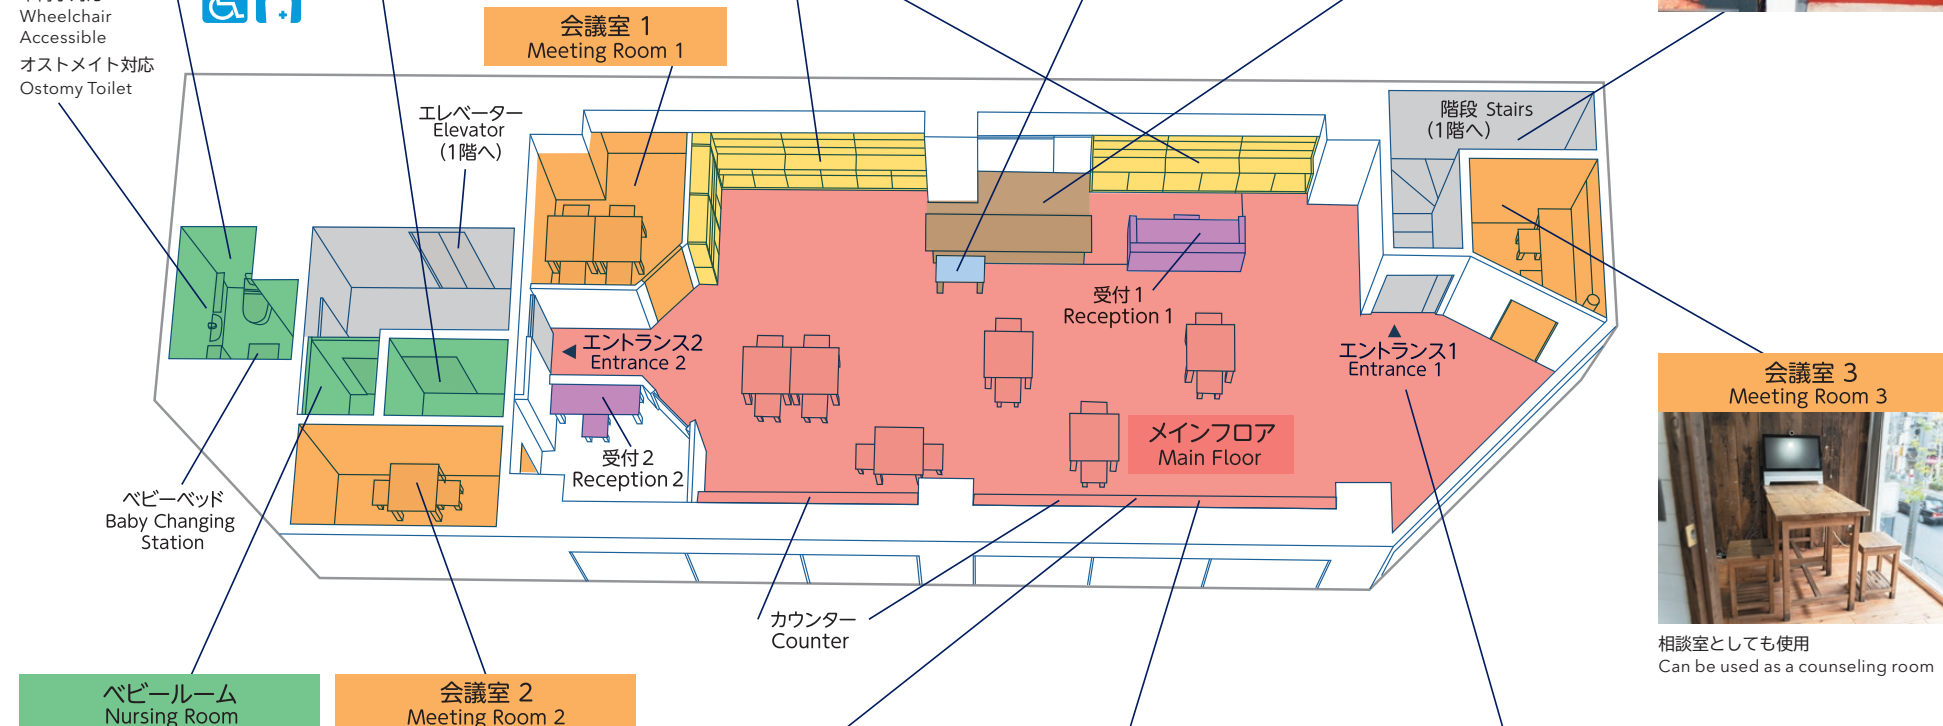 Wheelchair
Accessible
オストメイト対応
Ostomy Toilet
会議室 1
Meeting Room 1
エレベーター
Elevator
(1階へ)
階段 Stairs
(1階へ)
受付1
Reception 1
エントランス2
Entrance 2
エントランス1
Entrance 1
会議室 3
Meeting Room 3
メインフロア
Main Floor
受付2
Reception 2
ベビーベッド
Baby Changing
Station
カウンター
Counter
相談室としても使用
Can be used as a counseling room
ベビールーム
Nursing Room
会議室 2
Meeting Room 2